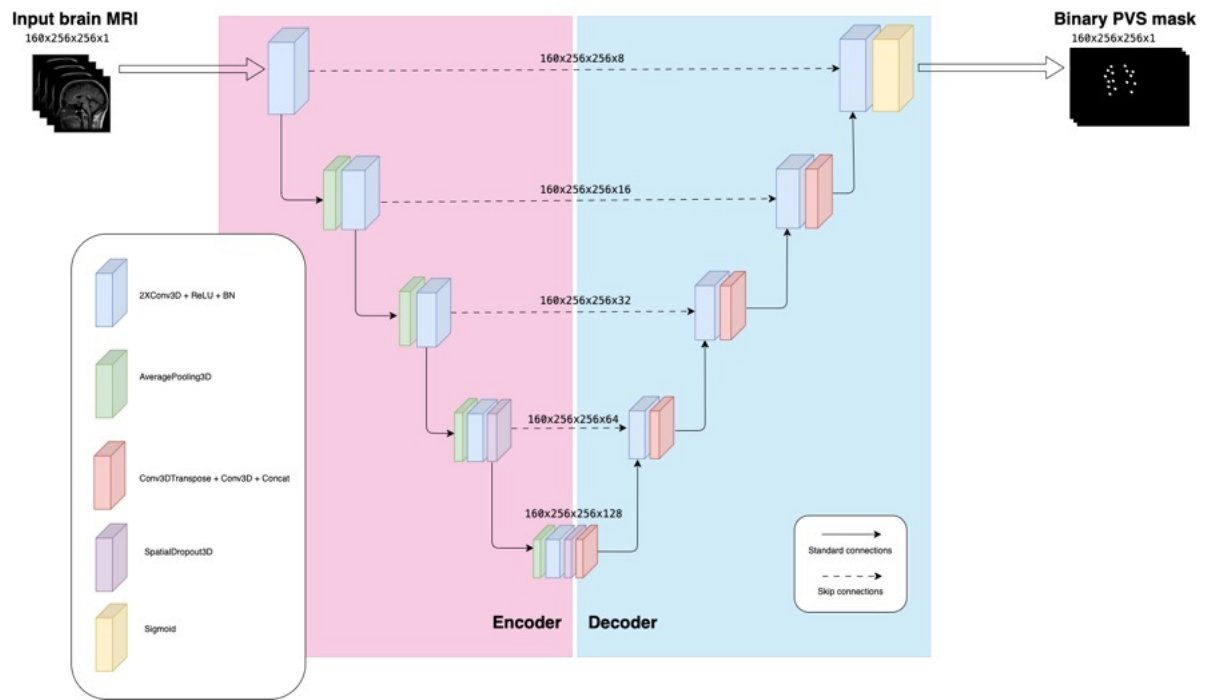 Input brain MRI
160x256x256x1
Binary PVS mask
160x256x256x1
160x256x256x8
160x256x256x16
160x256x256x32
160x256x256x64
160x256x256x128
2XConv3D + ReLU + BN
AveragePooling3D
Conv3DTranspose + Conv3D + Concat
SpatialDropout3D
Sigmoid
Standard connections
Skip connections
Encoder
Decoder